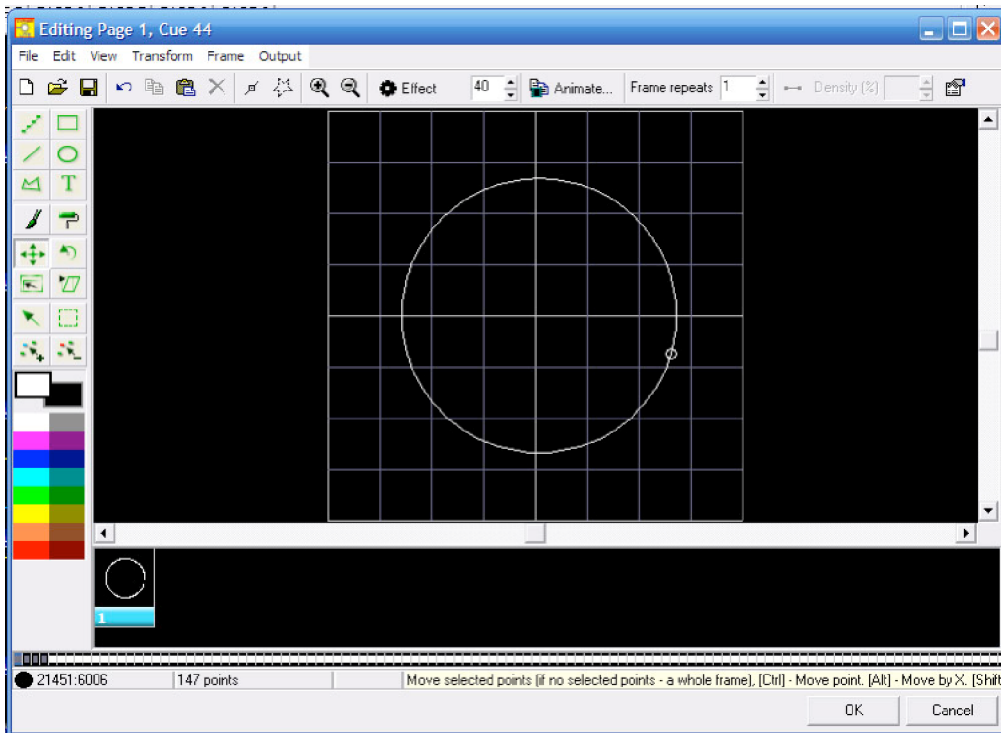 Editing Page 1, Cue 44
File Edit View Transform Frame Output
Effect 40 Animate... Frame repeats 1 Density (%)
T
1
21451:6006 147 points Move selected points (if no selected points - a whole frame), [Ctrl] - Move point. [Alt] - Move by X. [Shift
OK Cancel